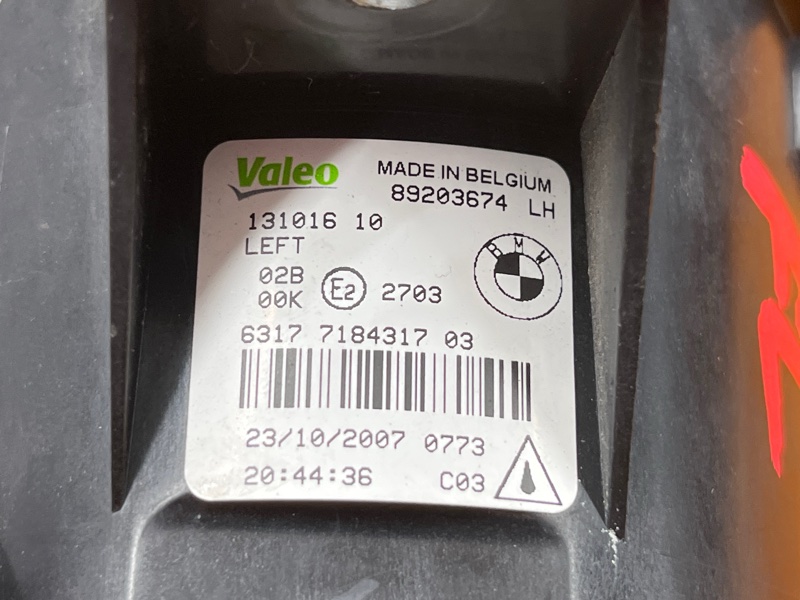 Valeo
MADE IN BELGIUM
89203674 LH
131016 10
LEFT
BMW
02B
00K E2 2703
6317 7184317 03
23/10/2007 0773
20:44:36 C03